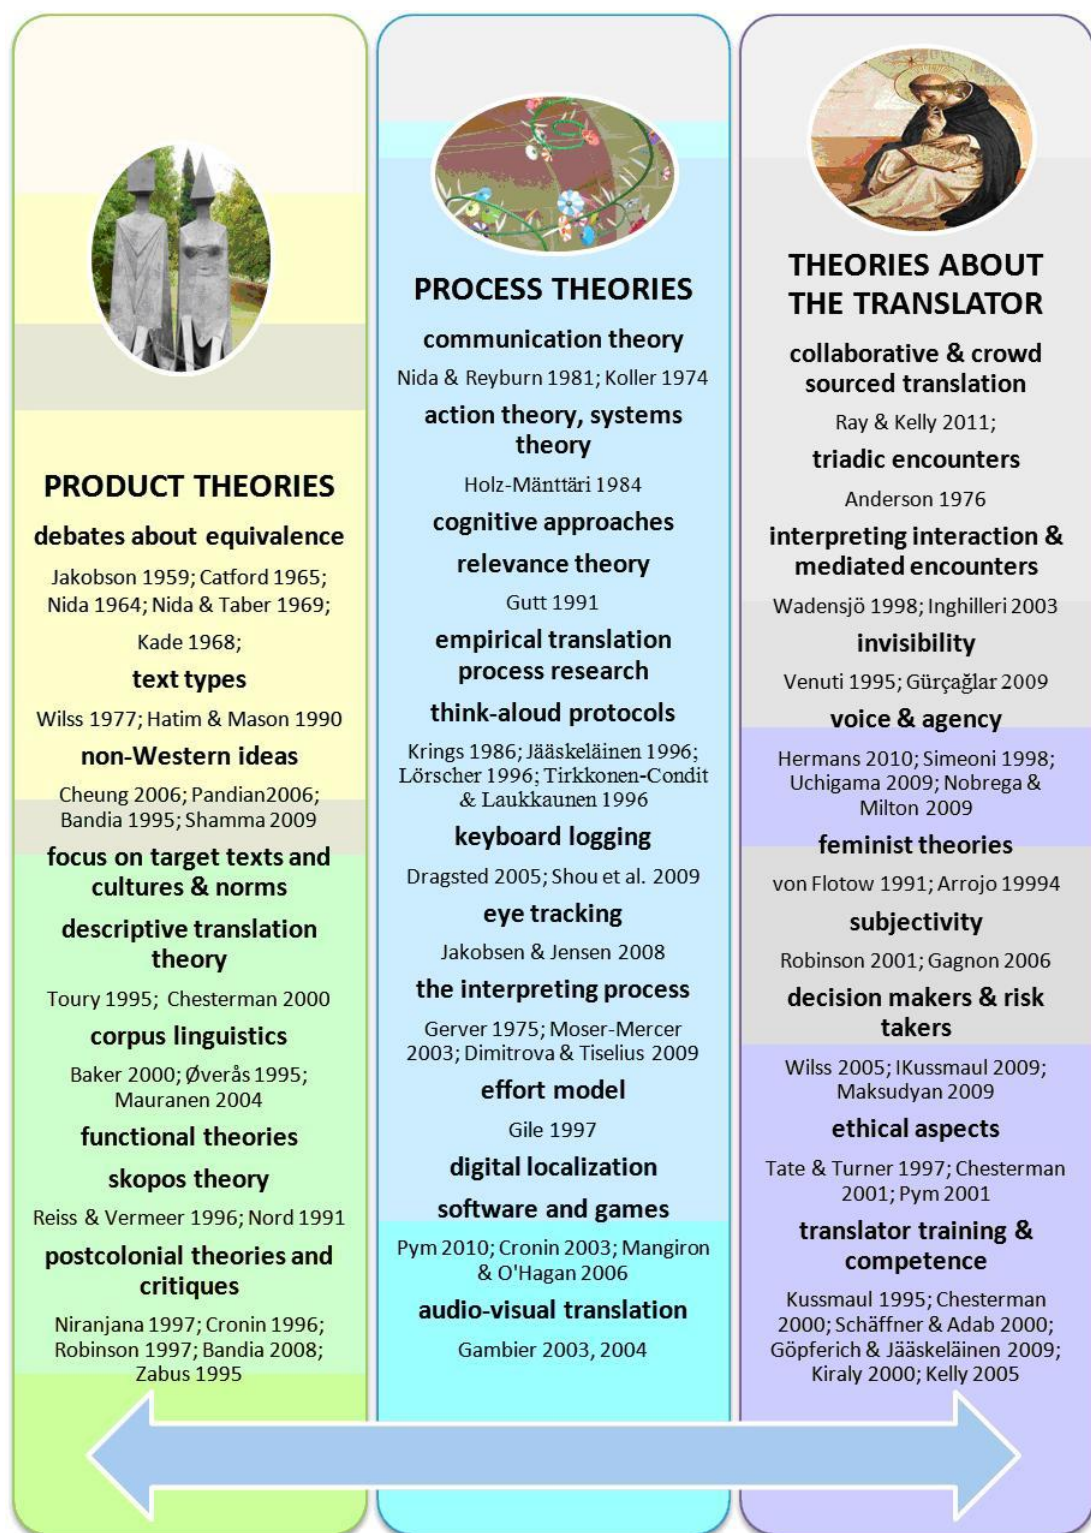 PRODUCT THEORIES
debates about equivalence
Jakobson 1959; Catford 1965;
Nida 1964; Nida & Taber 1969;
Kade 1968;
text types
Wilss 1977; Hatim & Mason 1990
non-Western ideas
Cheung 2006; Pandian2006;
Bandia 1995; Shamma 2009
focus on target texts and
cultures & norms
descriptive translation
theory
Toury 1995; Chesterman 2000
corpus linguistics
Baker 2000; Øverås 1995;
Mauranen 2004
functional theories
skopos theory
Reiss & Vermeer 1996; Nord 1991
postcolonial theories and
critiques
Niranjana 1997; Cronin 1996;
Robinson 1997; Bandia 2008;
Zabus 1995
PROCESS THEORIES
communication theory
Nida & Reyburn 1981; Koller 1974
action theory, systems
theory
Holz-Mänttäri 1984
cognitive approaches
relevance theory
Gutt 1991
empirical translation
process research
think-aloud protocols
Krings 1986; Jääskeläinen 1996;
Lörscher 1996; Tirkkonen-Condit
& Laukkaunen 1996
keyboard logging
Dragsted 2005; Shou et al. 2009
eye tracking
Jakobsen & Jensen 2008
the interpreting process
Gerver 1975; Moser-Mercer
2003; Dimitrova & Tiselius 2009
effort model
Gile 1997
digital localization
software and games
Pym 2010; Cronin 2003; Mangiron
& O'Hagan 2006
audio-visual translation
Gambier 2003, 2004
THEORIES ABOUT
THE TRANSLATOR
collaborative & crowd
sourced translation
Ray & Kelly 2011;
triadic encounters
Anderson 1976
interpreting interaction &
mediated encounters
Wadensjö 1998; Inghilleri 2003
invisibility
Venuti 1995; Gürçağlar 2009
voice & agency
Hermans 2010; Simeoni 1998;
Uchigama 2009; Nobrega &
Milton 2009
feminist theories
von Flotow 1991; Arrojo 19994
subjectivity
Robinson 2001; Gagnon 2006
decision makers & risk
takers
Wilss 2005; IKussmaul 2009;
Maksudyan 2009
ethical aspects
Tate & Turner 1997; Chesterman
2001; Pym 2001
translator training &
competence
Kussmaul 1995; Chesterman
2000; Schäffner & Adab 2000;
Göpferich & Jääskeläinen 2009;
Kiraly 2000; Kelly 2005